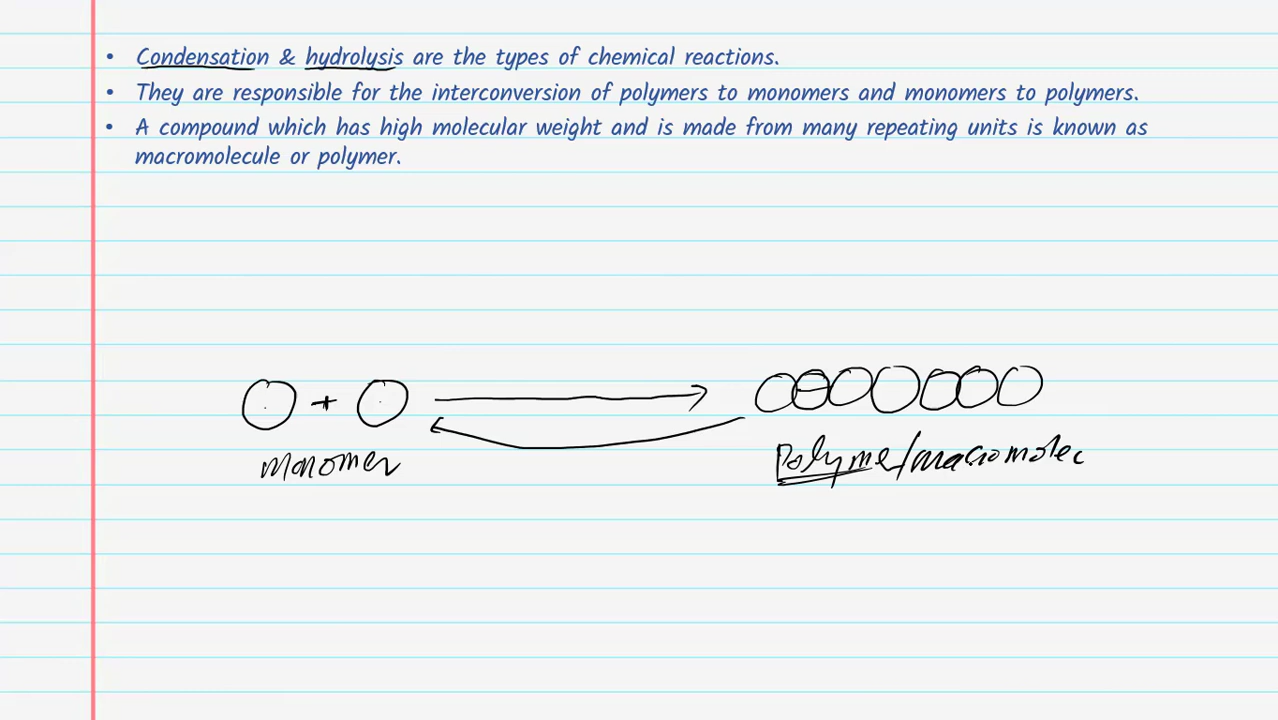 • Condensation & hydrolysis are the types of chemical reactions.
• They are responsible for the interconversion of polymers to monomers and monomers to polymers.
• A compound which has high molecular weight and is made from many repeating units is known as
macromolecule or polymer.
+
monomer
Polymer/macromolec